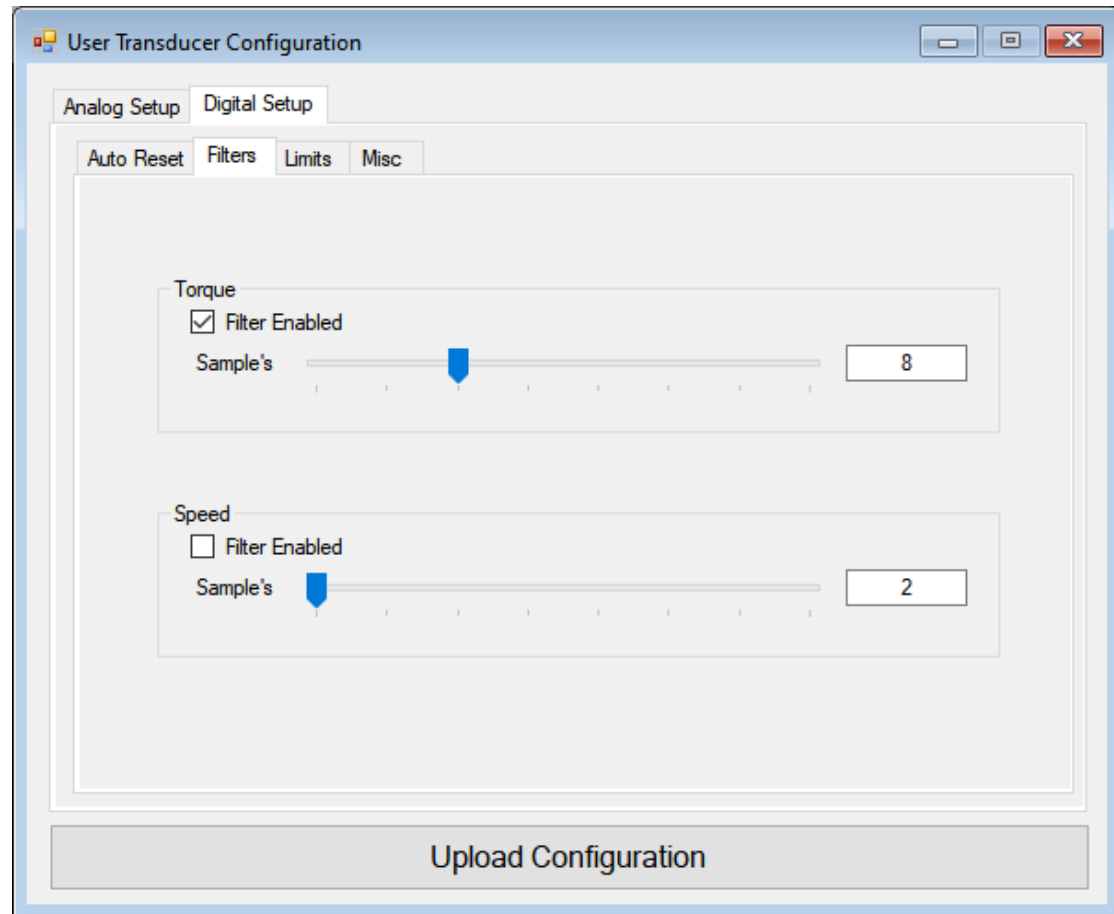 User Transducer Configuration
Analog Setup Digital Setup
Auto Reset Filters Limits Misc
Torque
Filter Enabled
Sample's 8
Speed
Filter Enabled
Sample's 2
Upload Configuration